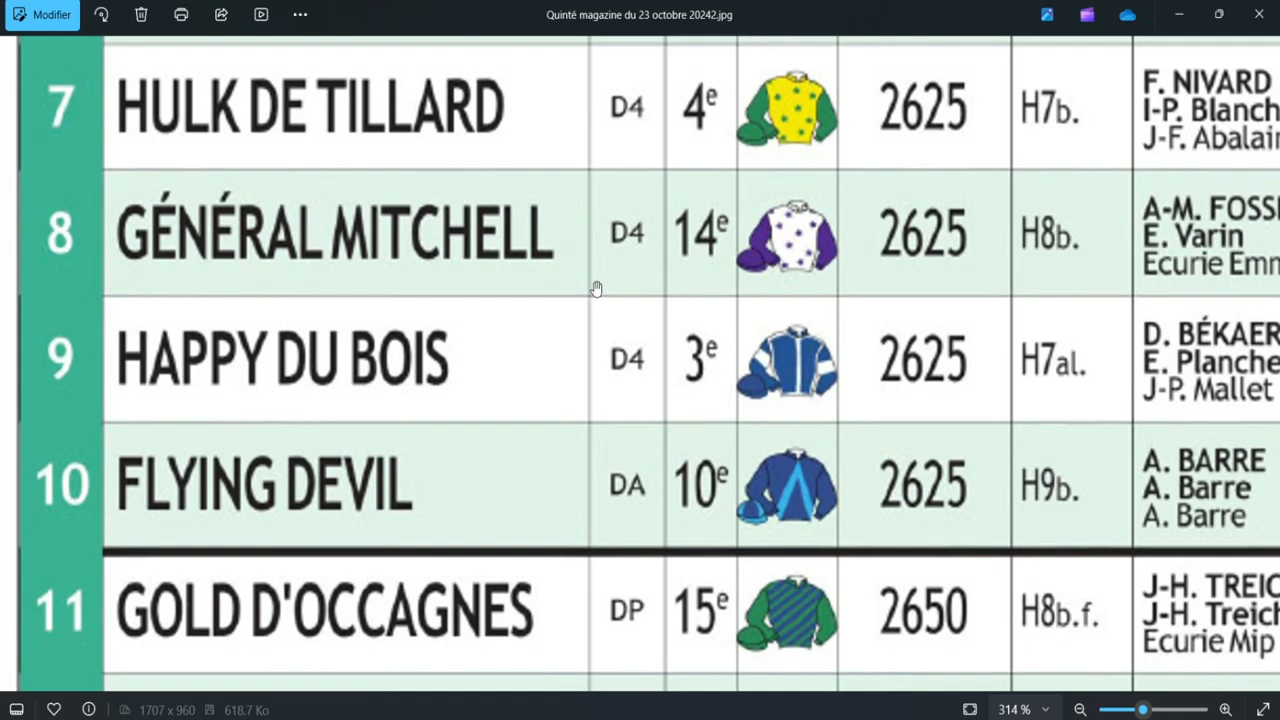 Modifier
Quinté magazine du 23 octobre 20242.jpg
7 HULK DE TILLARD D4 4e 2625 H7b. F. NIVARD
J-F. Abalain
8 GÉNÉRAL MITCHELL D4 14e 2625 H8b. A-M. FOSS
E. Varin
Ecurie Emm
9 HAPPY DU BOIS D4 3e 2625 H7al. D. BÉKAER
E. Planche
J-P. Mallet
10 FLYING DEVIL DA 10e 2625 H9b. A. BARRE
A. Barre
A. Barre
11 GOLD D'OCCAGNES DP 15e 2650 H8b.f. J-H. TREIC
J-H. Treich
Ecurie Mip
1707 x 960 618.7 Ko 314 %